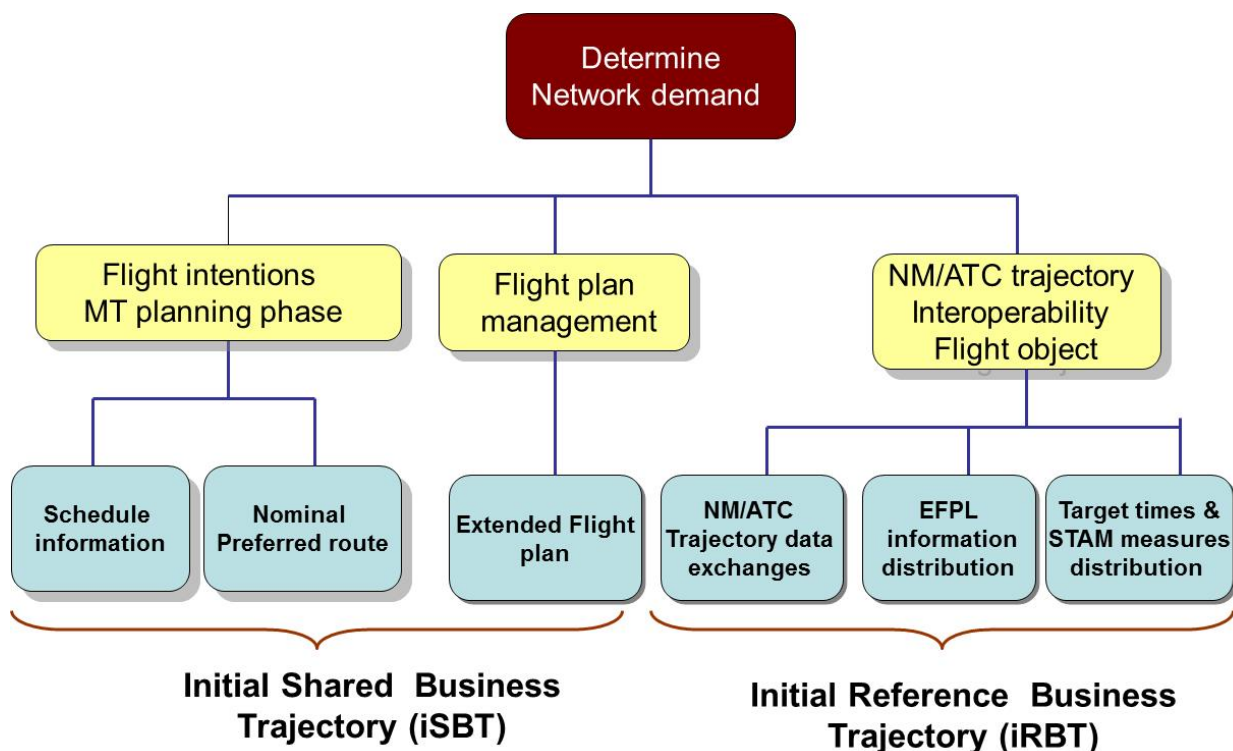 Determine
Network demand
Flight intentions
MT planning phase
Flight plan
management
NM/ATC trajectory
Interoperability
Flight object
Schedule
information
Nominal
Preferred route
Extended Flight
plan
NM/ATC
Trajectory data
exchanges
EFPL
information
distribution
Target times &
STAM measures
distribution
Initial Shared Business
Trajectory (iSBT)
Initial Reference Business
Trajectory (iRBT)